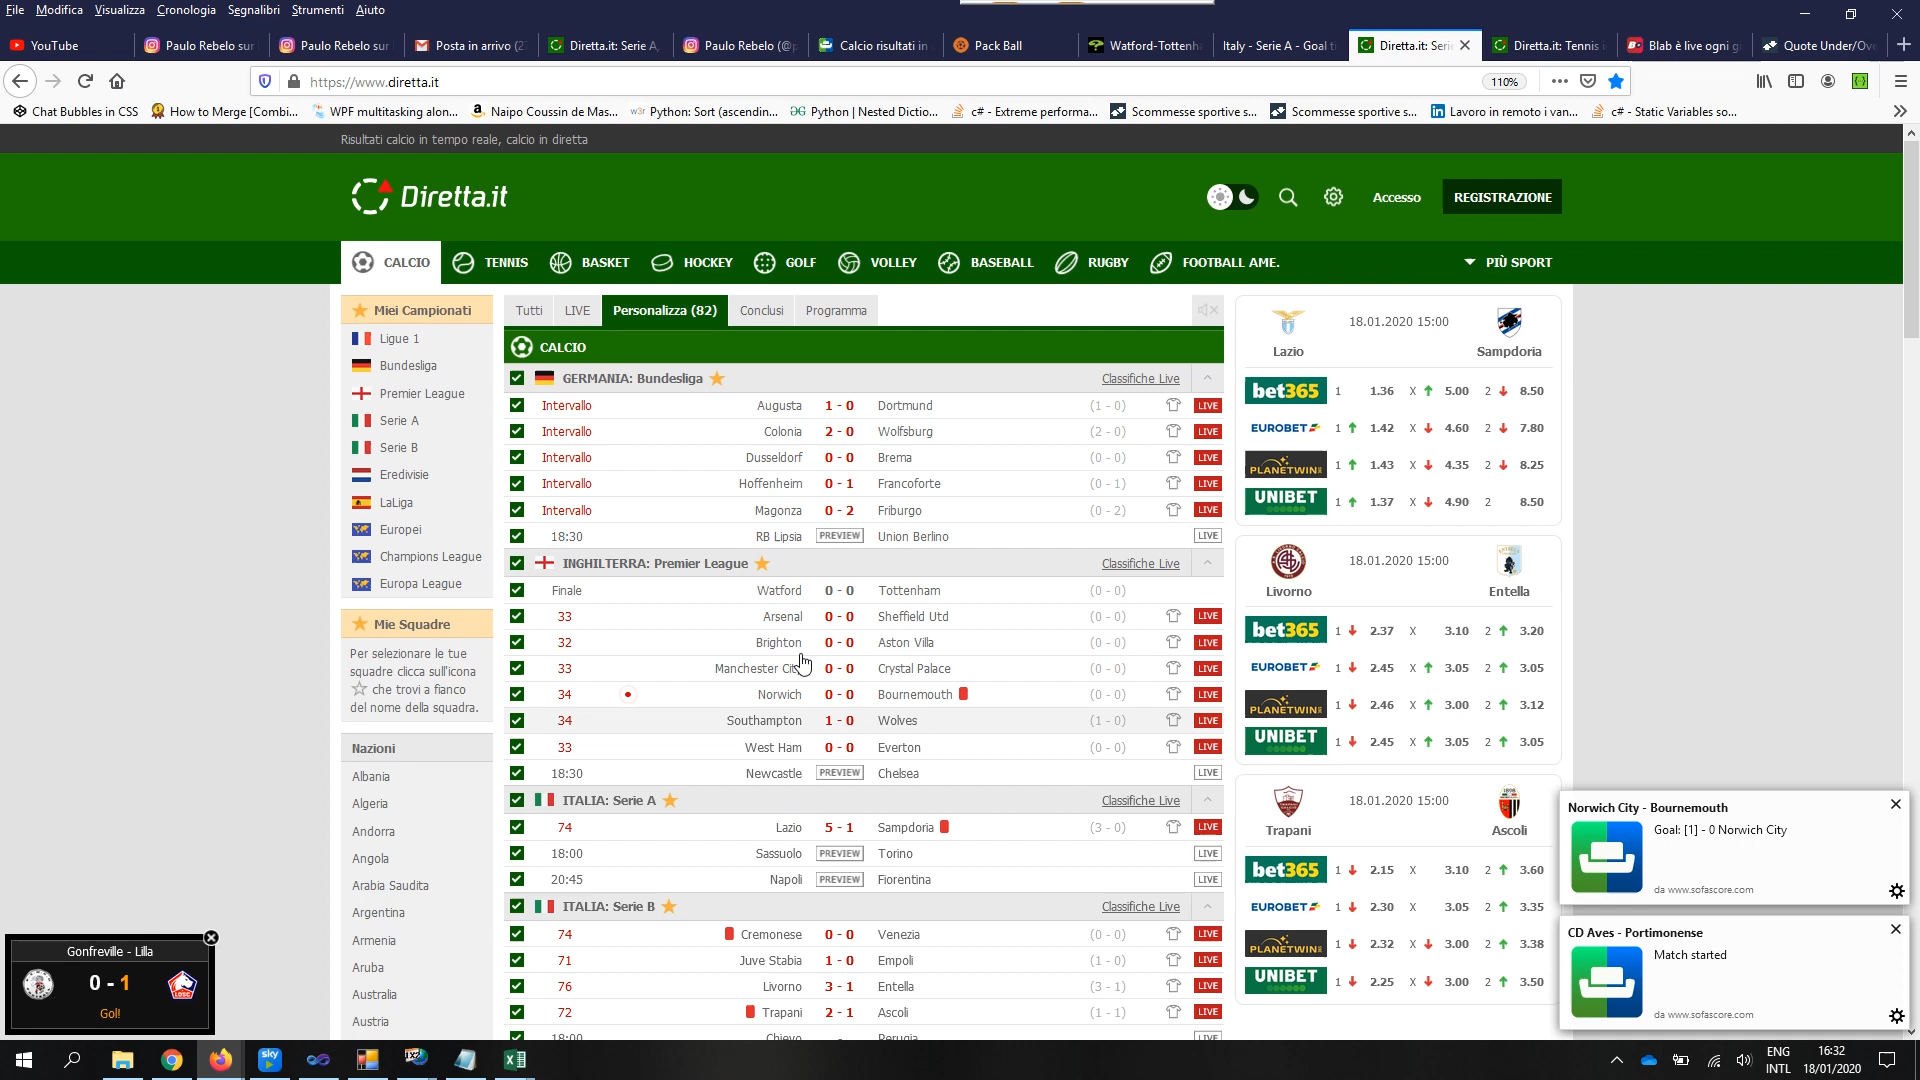 File Modifica Visualizza Cronologia Segnalibri Strumenti Aiuto
YouTube
Paulo Rebelo sur
Paulo Rebelo sur
Posta in arrivo (2
Diretta.it: Serie A,
Paulo Rebelo (@p
Calcio risultati in
Pack Ball
Watford-Tottenh
Italy - Serie A - Goal ti
Diretta.it: Serie
Diretta.it: Tennis i
Blab è live ogni g
Quote Under/Ov
https://www.diretta.it
110%
Chat Bubbles in CSS
How to Merge [Combi...
WPF multitasking alon...
Naipo Coussin de Mas...
Python: Sort (ascendin...
Python | Nested Dictio...
c# - Extreme performa...
Scommesse sportive s...
Scommesse sportive s...
Lavoro in remoto i van...
c# - Static Variables so...
Risultati calcio in tempo reale, calcio in diretta
Diretta.it
Accesso
REGISTRAZIONE
CALCIO TENNIS BASKET HOCKEY GOLF VOLLEY BASEBALL RUGBY FOOTBALL AME. PIÙ SPORT
Miei Campionati
Ligue 1
Bundesliga
Premier League
Serie A
Serie B
Eredivisie
LaLiga
Europei
Champions League
Europa League
Mie Squadre
Per selezionare le tue
squadre clicca sull'icona
che trovi a fianco
del nome della squadra.
Nazioni
Albania
Algeria
Andorra
Angola
Arabia Saudita
Argentina
Armenia
Aruba
Australia
Austria
Tutti LIVE Personalizza (82) Conclusi Programma
CALCIO
GERMANIA: Bundesliga Classifiche Live
Intervallo Augusta 1 - 0 Dortmund (1 - 0) LIVE
Intervallo Colonia 2 - 0 Wolfsburg (2 - 0) LIVE
Intervallo Dusseldorf 0 - 0 Brema (0 - 0) LIVE
Intervallo Hoffenheim 0 - 1 Francoforte (0 - 1) LIVE
Intervallo Magonza 0 - 2 Friburgo (0 - 2) LIVE
18:30 RB Lipsia PREVIEW Union Berlino LIVE
INGHILTERRA: Premier League Classifiche Live
Finale Watford 0 - 0 Tottenham (0 - 0)
33 Arsenal 0 - 0 Sheffield Utd (0 - 0) LIVE
32 Brighton 0 - 0 Aston Villa (0 - 0) LIVE
33 Manchester City 0 - 0 Crystal Palace (0 - 0) LIVE
34 Norwich 0 - 0 Bournemouth (0 - 0) LIVE
34 Southampton 1 - 0 Wolves (1 - 0) LIVE
33 West Ham 0 - 0 Everton (0 - 0) LIVE
18:30 Newcastle PREVIEW Chelsea LIVE
ITALIA: Serie A Classifiche Live
74 Lazio 5 - 1 Sampdoria (3 - 0) LIVE
18:00 Sassuolo PREVIEW Torino LIVE
20:45 Napoli PREVIEW Fiorentina LIVE
ITALIA: Serie B Classifiche Live
74 Cremonese 0 - 0 Venezia (0 - 0) LIVE
71 Juve Stabia 1 - 0 Empoli (1 - 0) LIVE
76 Livorno 3 - 1 Entella (3 - 1) LIVE
72 Trapani 2 - 1 Ascoli (1 - 1) LIVE
18:00 Chievo - Perugia LIVE
18.01.2020 15:00
Lazio Sampdoria
bet365 1 1.36 X 5.00 2 8.50
EUROBET 1 1.42 X 4.60 2 7.80
PLANETWIN 1 1.43 X 4.35 2 8.25
UNIBET 1 1.37 X 4.90 2 8.50
18.01.2020 15:00
Livorno Entella
bet365 1 2.37 X 3.10 2 3.20
EUROBET 1 2.45 X 3.05 2 3.05
PLANETWIN 1 2.46 X 3.00 2 3.12
UNIBET 1 2.45 X 3.05 2 3.05
18.01.2020 15:00
Trapani Ascoli
bet365 1 2.15 X 3.10 2 3.60
EUROBET 1 2.30 X 3.05 2 3.35
PLANETWIN 1 2.32 X 3.00 2 3.38
UNIBET 1 2.25 X 3.00 2 3.50
Norwich City - Bournemouth
Goal: [1] - 0 Norwich City
da www.sofascore.com
CD Aves - Portimonense
Match started
da www.sofascore.com
Gonfreville - Lilla
0 - 1
LOSC
Gol!
sky
1X2
ENG
INTL
16:32
18/01/2020